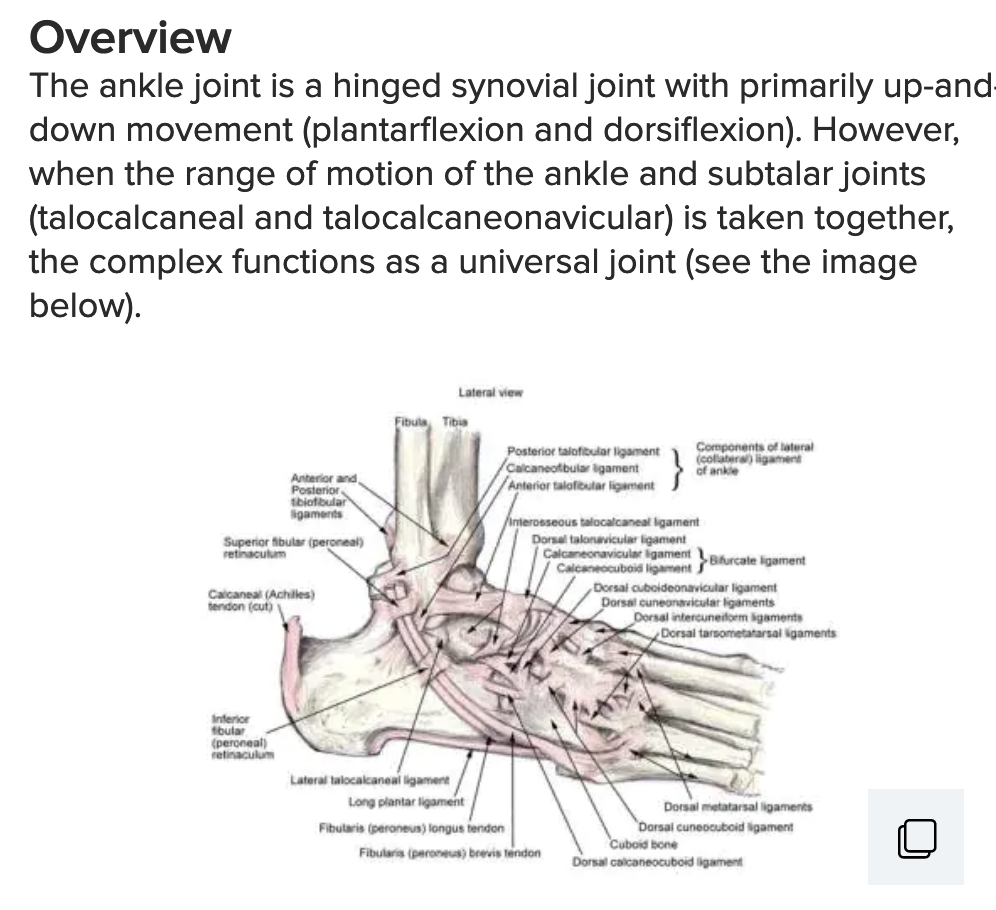 Overview
The ankle joint is a hinged synovial joint with primarily up-and-
down movement (plantarflexion and dorsiflexion). However,
when the range of motion of the ankle and subtalar joints
(talocalcaneal and talocalcaneonavicular) is taken together,
the complex functions as a universal joint (see the image
below).
Lateral view
Fibula Tibia
Posterior talofibular ligament
Calcaneofibular ligament
Anterior talofibular ligament
Components of lateral
(collateral) ligament
of ankle
Anterior and
Posterior
tibiofibular
ligaments
Interosseous talocalcaneal ligament
Dorsal talonavicular ligament
Superior fibular (peroneal)
retinaculum
Calcaneonavicular ligament
Calcaneocuboid ligament
Bifurcate ligament
Calcaneal (Achilles)
tendon (cut)
Dorsal cuboideonavicular ligament
Dorsal cuneonavicular ligaments
Dorsal intercuneiform ligaments
Dorsal tarsometatarsal ligaments
Inferior
fibular
(peroneal)
retinaculum
Lateral talocalcaneal ligament
Long plantar ligament
Fibularis (peroneus) longus tendon
Fibularis (peroneus) brevis tendon
Dorsal metatarsal ligaments
Dorsal cuneocuboid ligament
Cuboid bone
Dorsal calcaneocuboid ligament